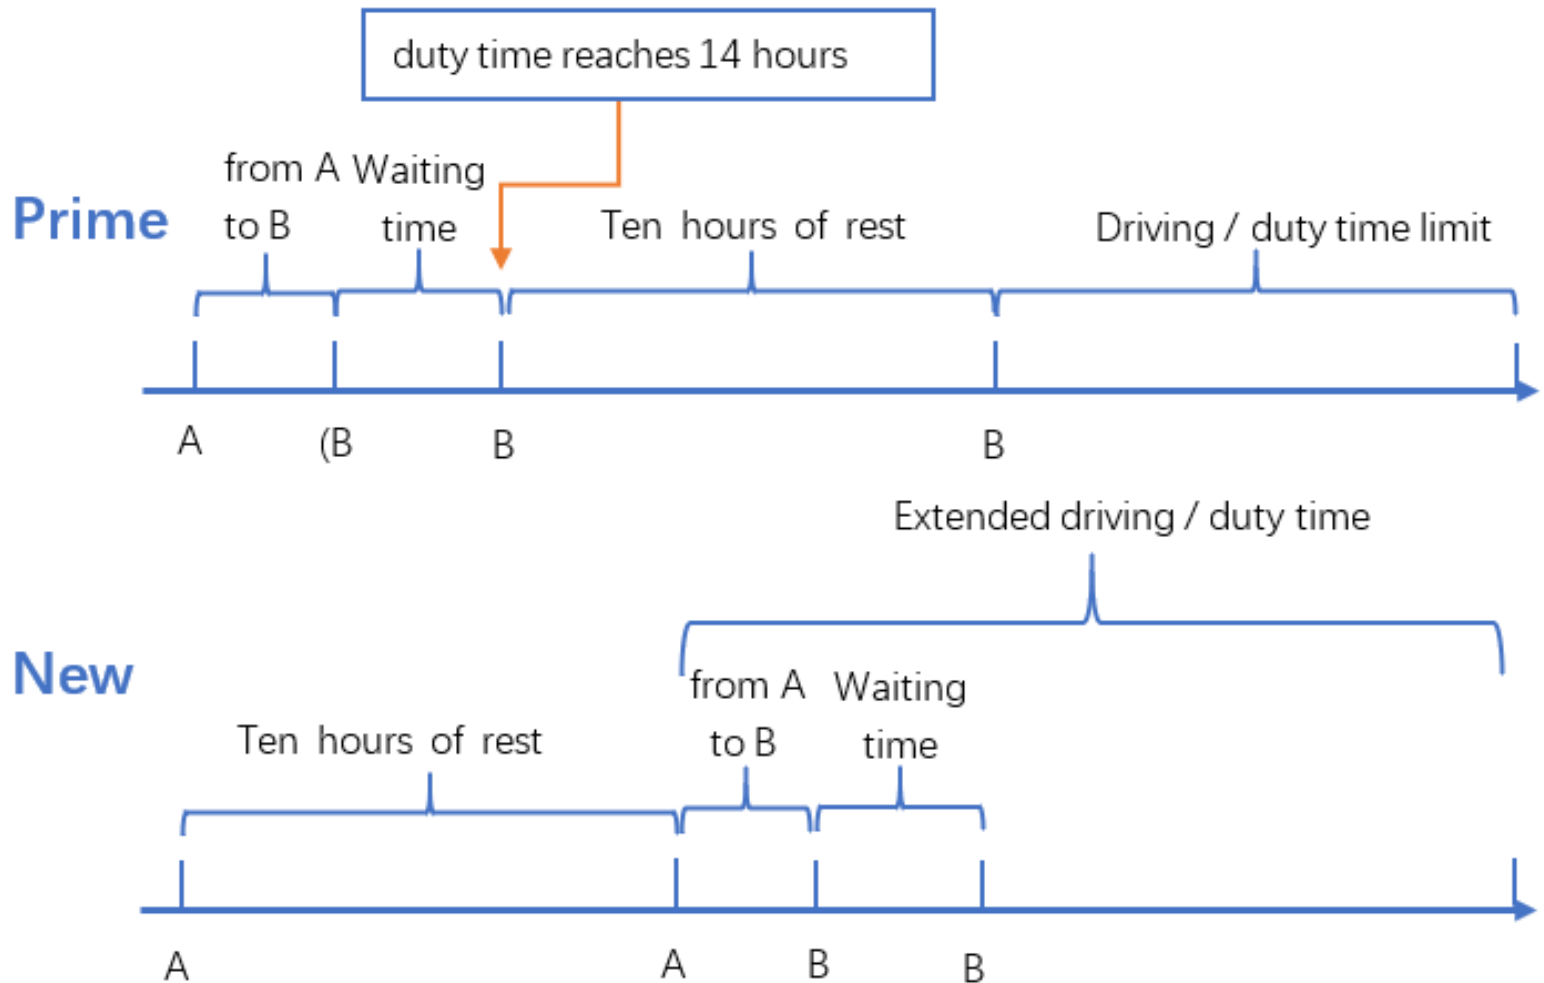 duty time reaches 14 hours
from A
to B
Waiting
time
Prime
Ten hours of rest
Driving / duty time limit
A
(B
B
B
Extended driving / duty time
New
from A
to B
Waiting
time
Ten hours of rest
A
A
B
B